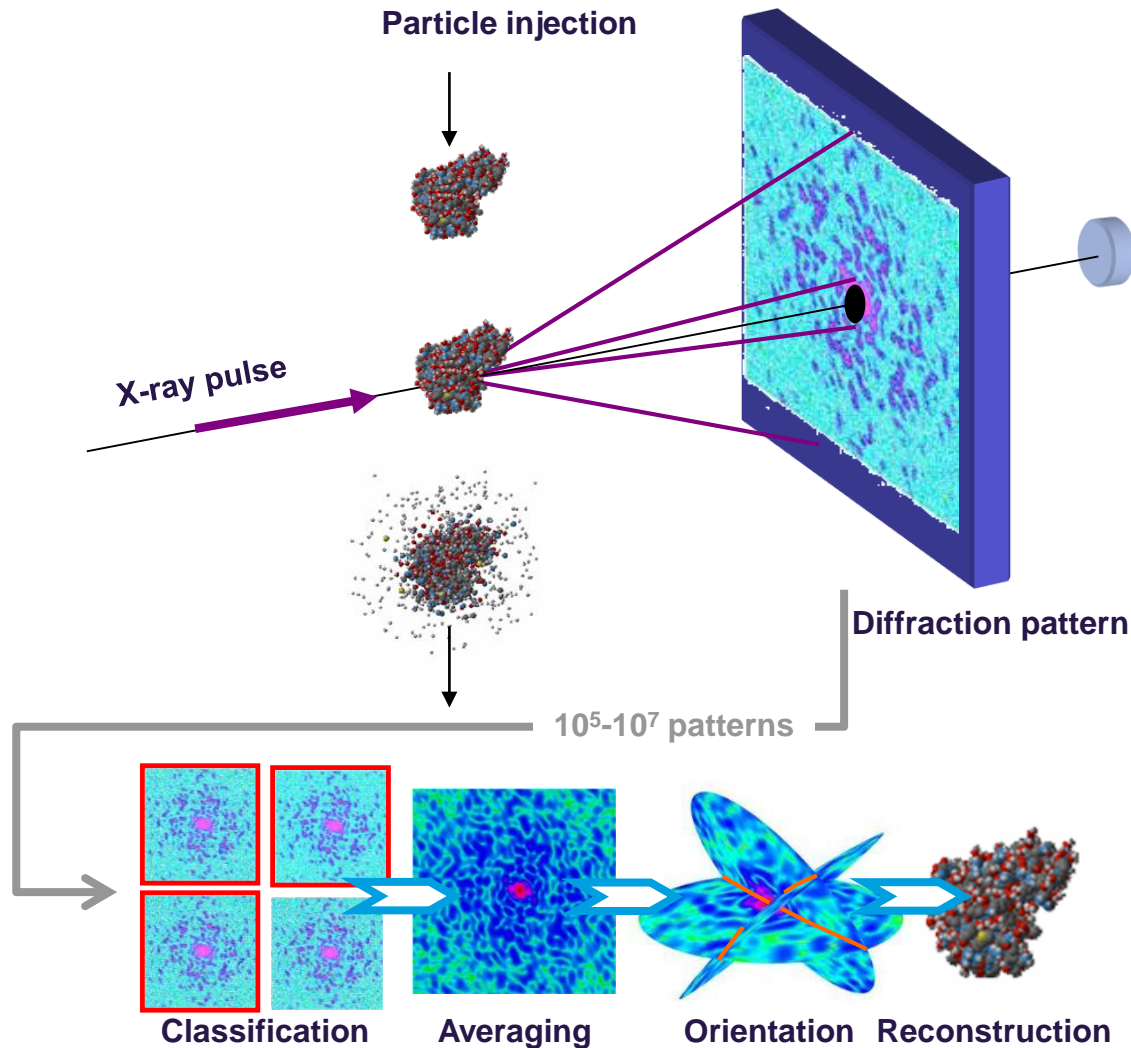 Particle injection
X-ray pulse
Diffraction pattern
10⁵-10⁷ patterns
Classification
Averaging
Orientation
Reconstruction